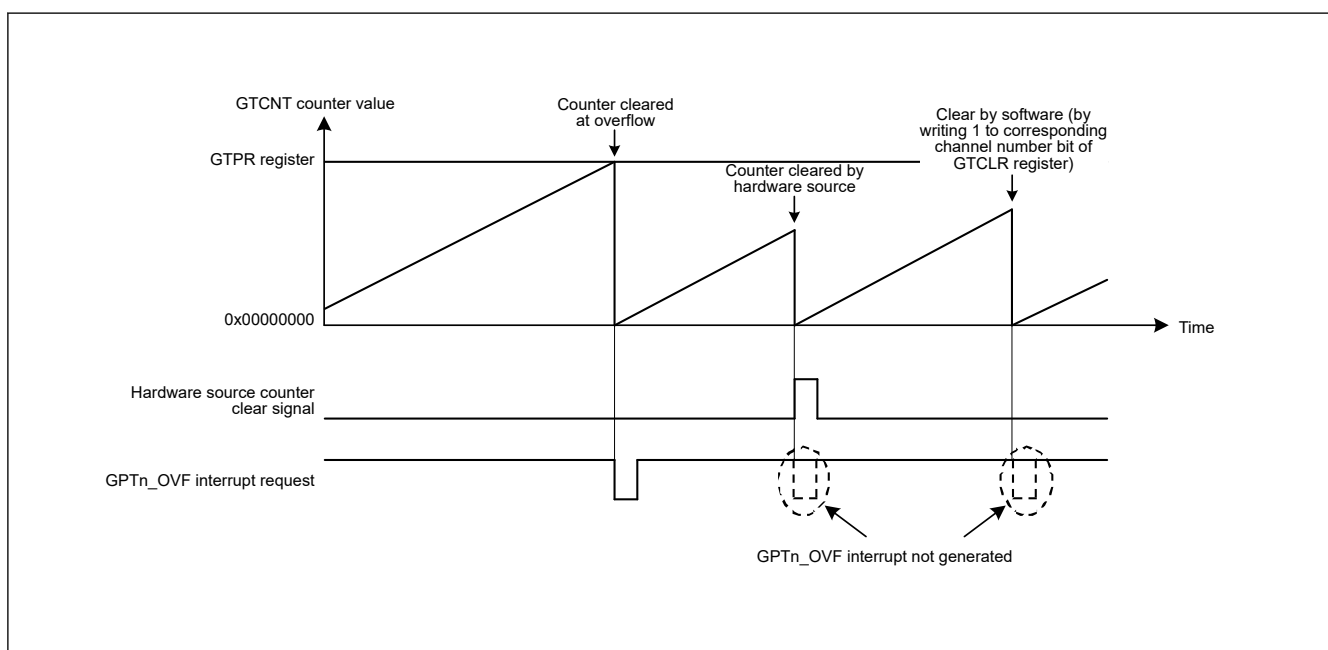 GTCNT counter value
Counter cleared
at overflow
Clear by software (by
writing 1 to corresponding
channel number bit of
GTCLR register)
GTPR register
Counter cleared by
hardware source
0x00000000
Time
Hardware source counter
clear signal
GPTn_OVF interrupt request
GPTn_OVF interrupt not generated